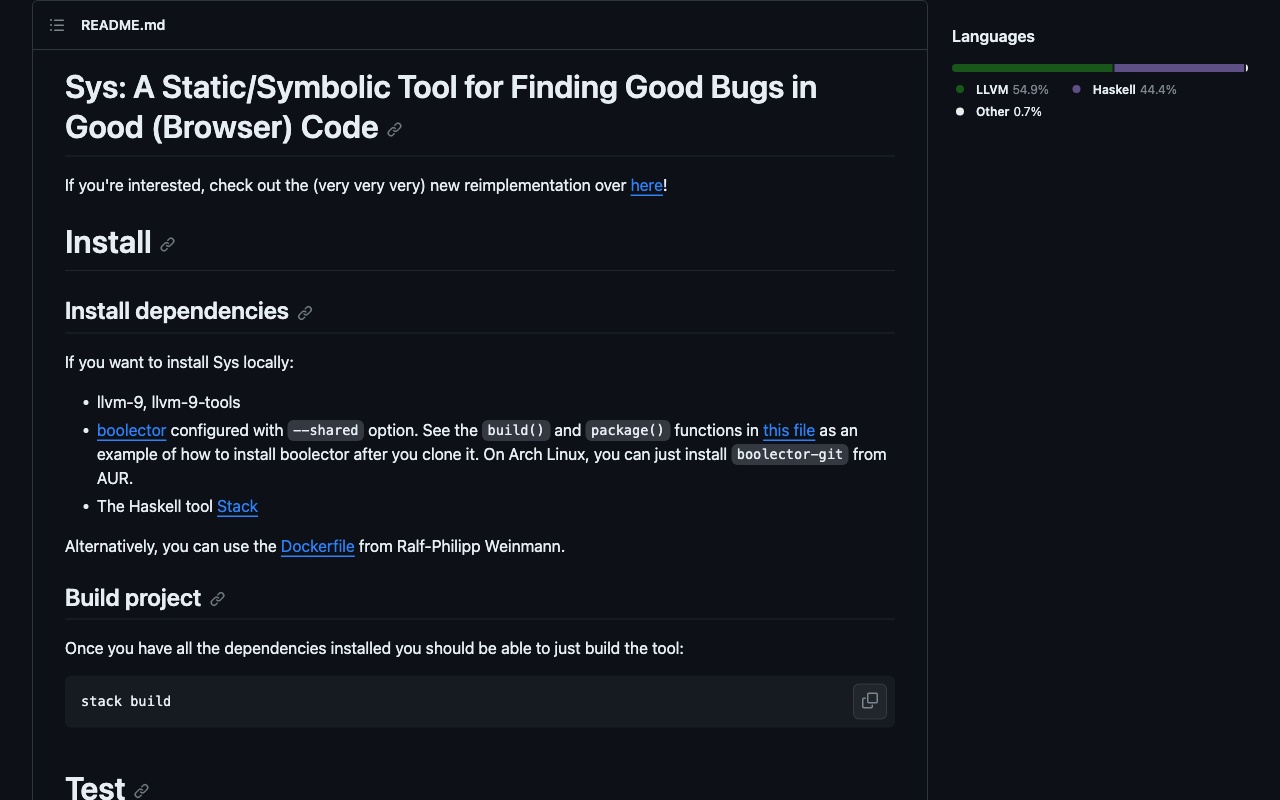 README.md
Sys: A Static/Symbolic Tool for Finding Good Bugs in
Good (Browser) Code
If you're interested, check out the (very very very) new reimplementation over here!
Install
Install dependencies
If you want to install Sys locally:
• llvm-9, llvm-9-tools
• boolector configured with --shared option. See the build() and package() functions in this file as an
example of how to install boolector after you clone it. On Arch Linux, you can just install boolector-git from
AUR.
• The Haskell tool Stack
Alternatively, you can use the Dockerfile from Ralf-Philipp Weinmann.
Build project
Once you have all the dependencies installed you should be able to just build the tool:
stack build
Test
Languages
LLVM 54.9%
Haskell 44.4%
Other 0.7%